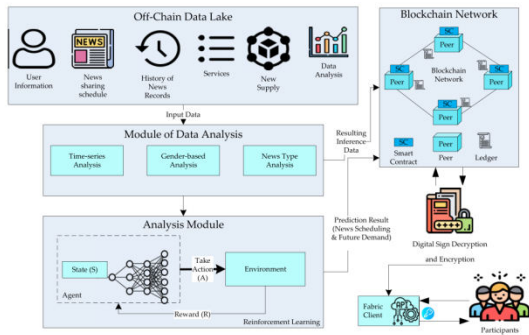 Off-Chain Data Lake
NEWS
User
Information
News
sharing
schedule
History of
News
Records
Services
New
Supply
Data
Analysis
Input Data
Module of Data Analysis
Time-series
Analysis
Gender-based
Analysis
News Type
Analysis
Resulting
Inference
Data
Analysis Module
State (S)
Agent
Take
Action
(A)
Environment
Reward (R)
Reinforcement Learning
Prediction Result
(News Scheduling
& Future Demand)
Blockchain Network
SC
Peer
SC
Peer
Blockchain
Network
SC
Peer
SC
Peer
SC
Smart
Contract
Peer
Ledger
Digital Sign Decryption
and Encryption
Fabric
Client
API
Participants